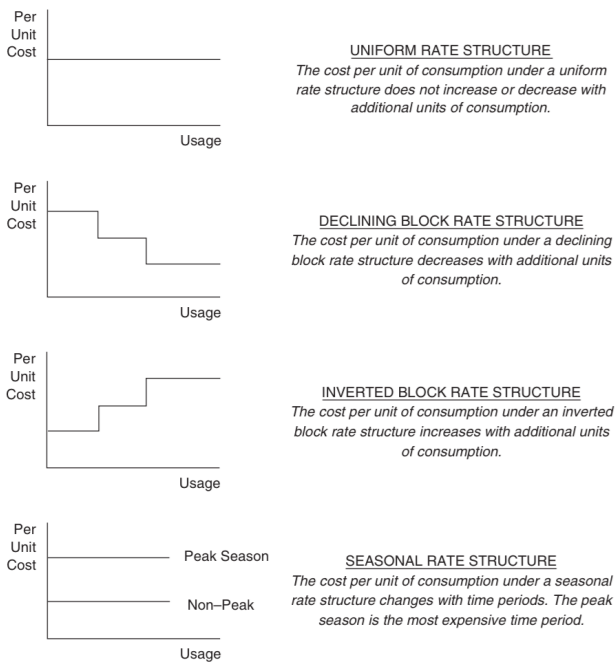 Per
Unit
Cost
Usage
UNIFORM RATE STRUCTURE
The cost per unit of consumption under a uniform
rate structure does not increase or decrease with
additional units of consumption.
Per
Unit
Cost
Usage
DECLINING BLOCK RATE STRUCTURE
The cost per unit of consumption under a declining
block rate structure decreases with additional units
of consumption.
Per
Unit
Cost
Usage
INVERTED BLOCK RATE STRUCTURE
The cost per unit of consumption under an inverted
block rate structure increases with additional units
of consumption.
Per
Unit
Cost
Peak Season
Non–Peak
Usage
SEASONAL RATE STRUCTURE
The cost per unit of consumption under a seasonal
rate structure changes with time periods. The peak
season is the most expensive time period.